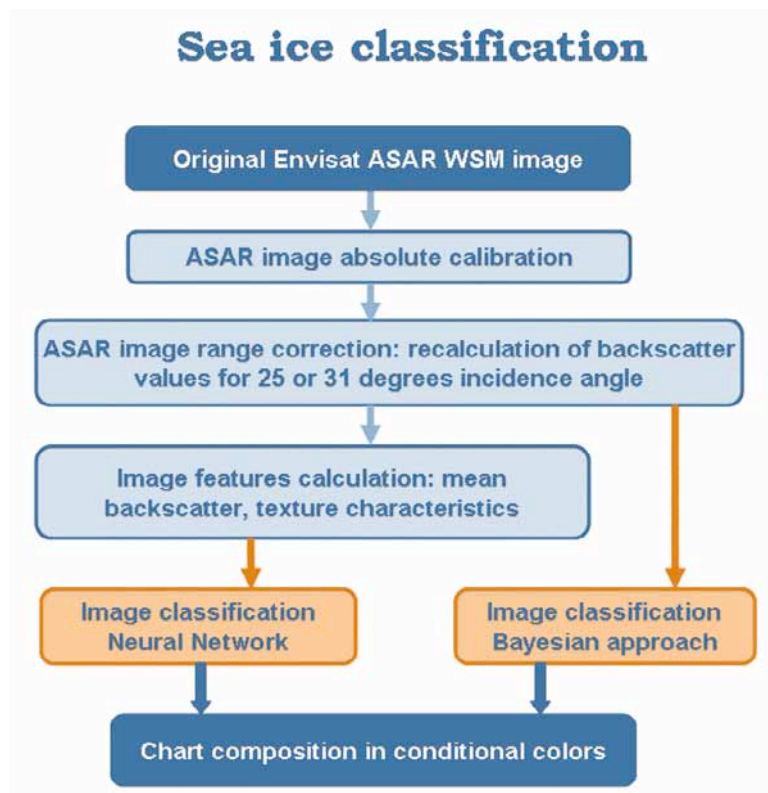 Sea ice classification
Original Envisat ASAR WSM image
ASAR image absolute calibration
ASAR image range correction: recalculation of backscatter
values for 25 or 31 degrees incidence angle
Image features calculation: mean
backscatter, texture characteristics
Image classification
Neural Network
Image classification
Bayesian approach
Chart composition in conditional colors